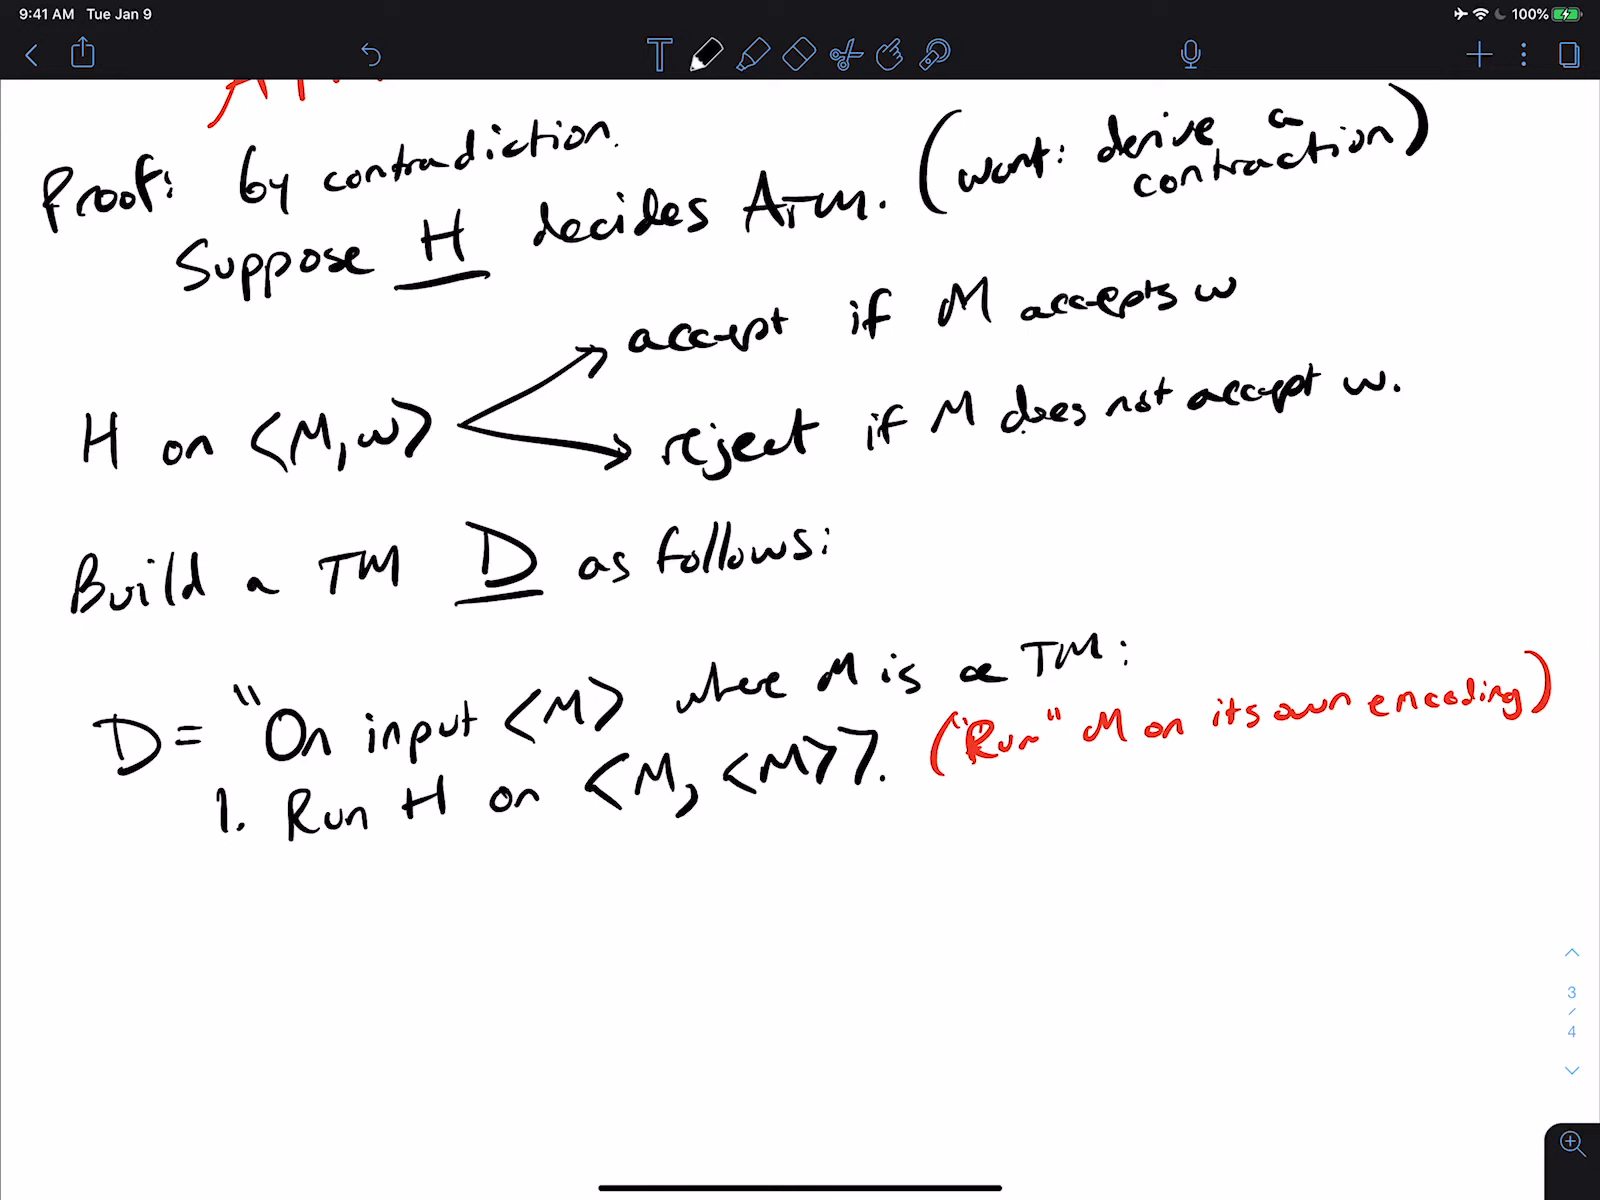 9:41 AM Tue Jan 9
100%
Proof: by contradiction.
Suppose H decides ATM. (want: derive a contraction)
H on <M,w>
accept if M accepts w
reject if M does not accept w.
Build a TM D as follows:
D = "On input <M> where M is a TM:
1. Run H on <M, <M>>. ("Run" M on its own encoding)
3
/
4